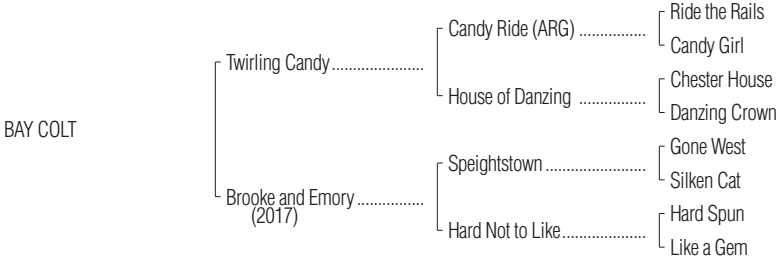 Ride the Rails
Candy Ride (ARG) ................
Candy Girl
Twirling Candy......................
Chester House
House of Danzing ................
Danzing Crown
BAY COLT
Gone West
Speightstown ........................
Silken Cat
Brooke and Emory ................
(2017)
Hard Spun
Hard Not to Like....................
Like a Gem